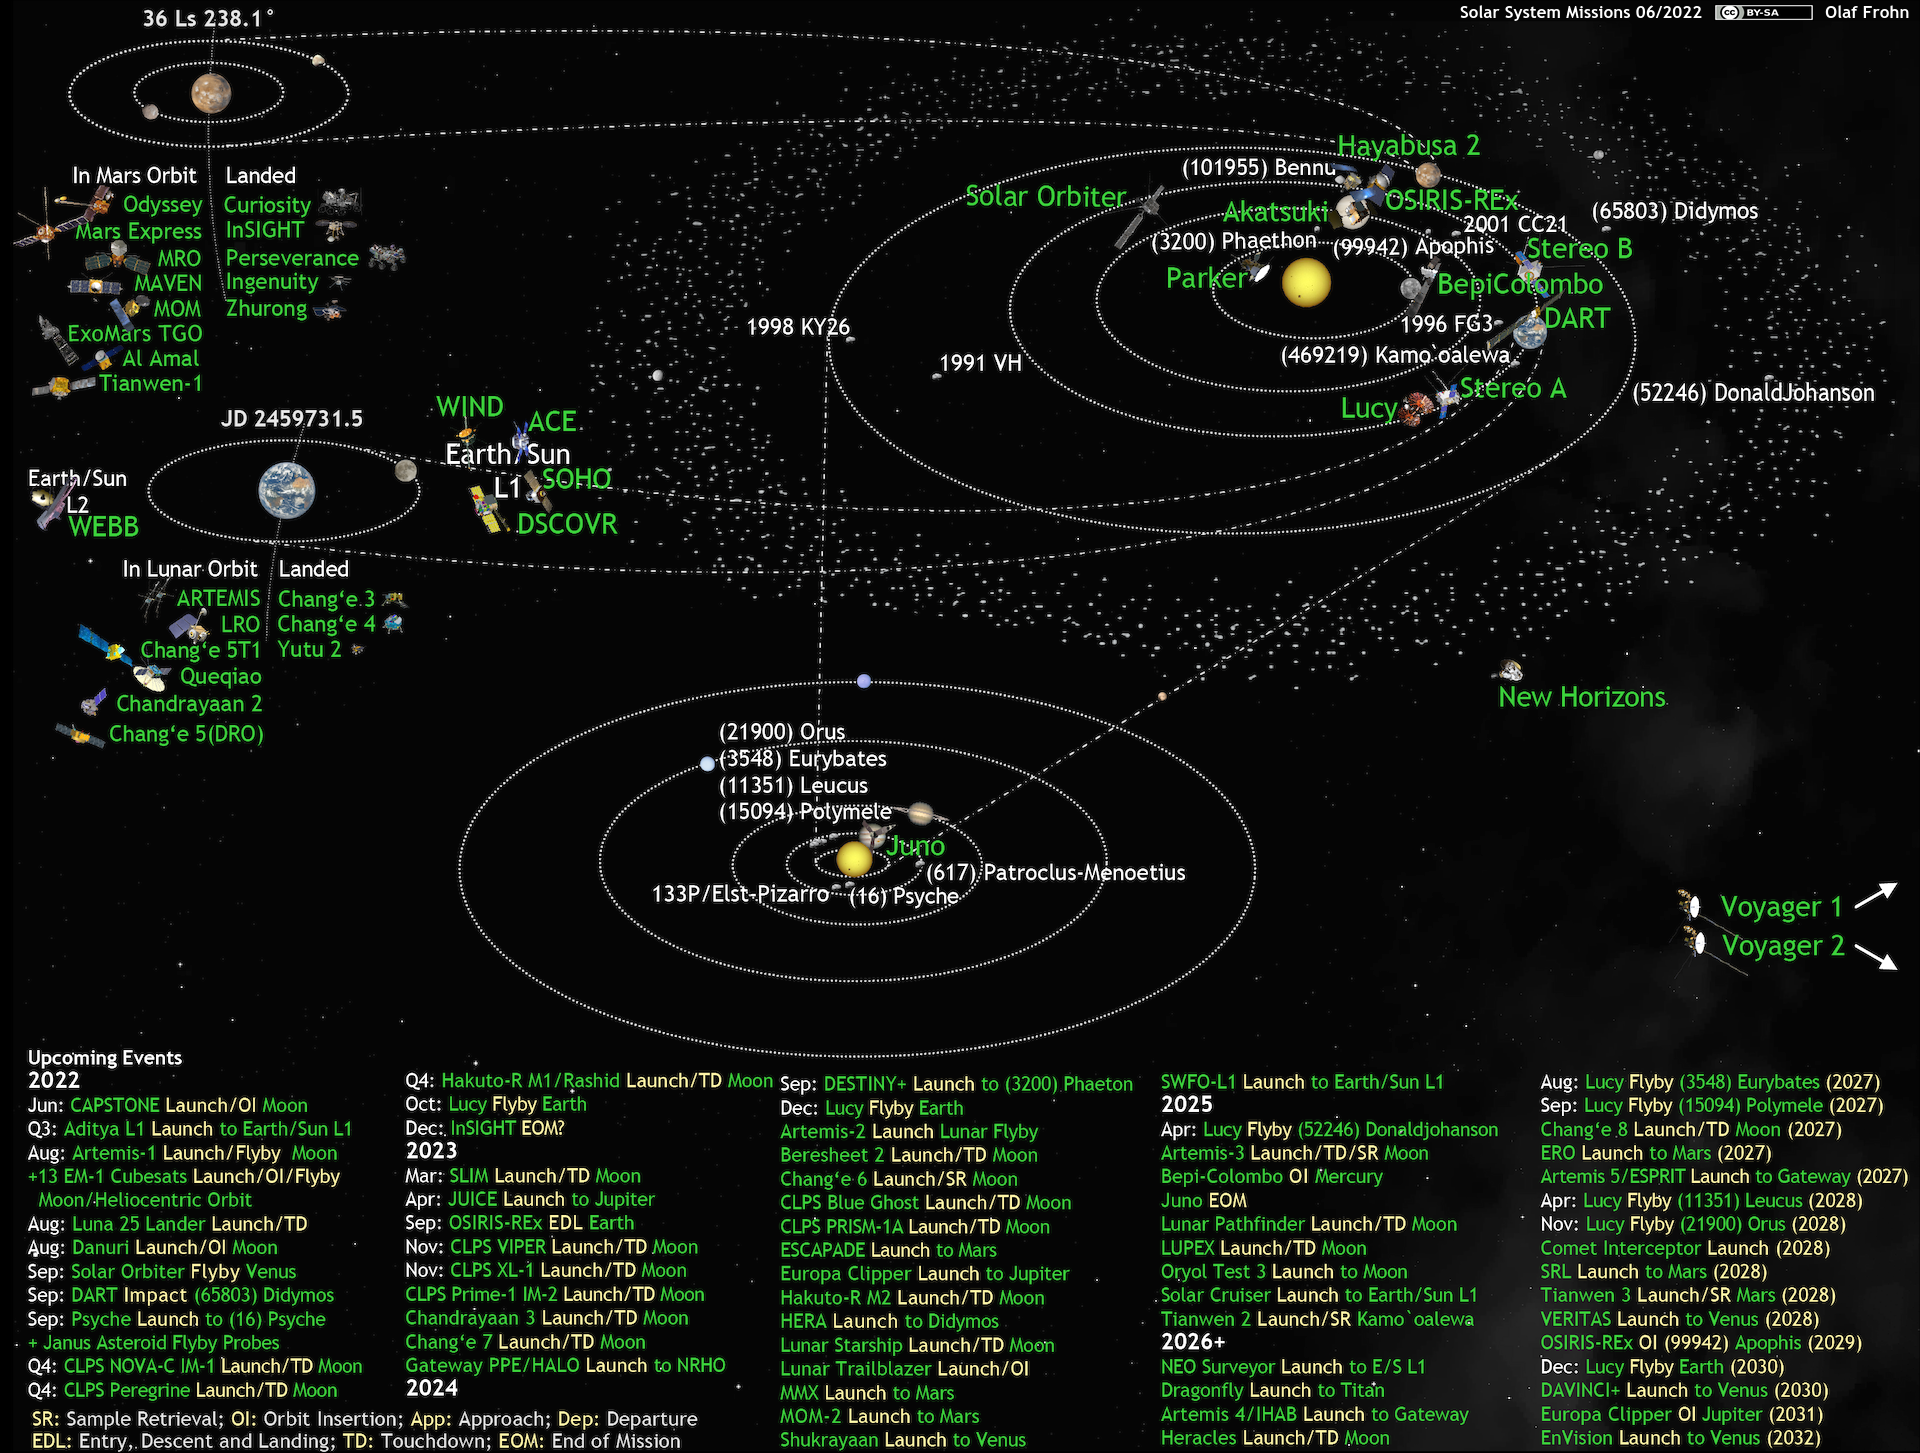 36 Ls 238.1°
Solar System Missions 06/2022 cc BY-SA Olaf Frohn
In Mars Orbit
Odyssey
Mars Express
MRO
MAVEN
MOM
ExoMars TGO
Al Amal
Tianwen-1
Landed
Curiosity
InSIGHT
Perseverance
Ingenuity
Zhurong
Hayabusa 2
(101955) Bennu
Solar Orbiter
OSIRIS-REx
Akatsuki
2001 CC21
(65803) Didymos
(3200) Phaethon
(99942) Apophis
Stereo B
Parker
BepiColombo
DART
1998 KY26
1996 FG3
1991 VH
(469219) Kamo`oalewa
Stereo A
(52246) DonaldJohanson
Lucy
JD 2459731.5
WIND
ACE
Earth/Sun
L1
SOHO
DSCOVR
Earth/Sun
L2
WEBB
In Lunar Orbit
ARTEMIS
LRO
Chang‘e 5T1
Queqiao
Chandrayaan 2
Chang‘e 5(DRO)
Landed
Chang‘e 3
Chang‘e 4
Yutu 2
New Horizons
(21900) Orus
(3548) Eurybates
(11351) Leucus
(15094) Polymele
Juno
(617) Patroclus-Menoetius
133P/Elst-Pizarro
(16) Psyche
Voyager 1
Voyager 2
Upcoming Events
2022
Jun: CAPSTONE Launch/OI Moon
Q3: Aditya L1 Launch to Earth/Sun L1
Aug: Artemis-1 Launch/Flyby Moon
+13 EM-1 Cubesats Launch/OI/Flyby
Moon/Heliocentric Orbit
Aug: Luna 25 Lander Launch/TD
Aug: Danuri Launch/OI Moon
Sep: Solar Orbiter Flyby Venus
Sep: DART Impact (65803) Didymos
Sep: Psyche Launch to (16) Psyche
+ Janus Asteroid Flyby Probes
Q4: CLPS NOVA-C IM-1 Launch/TD Moon
Q4: CLPS Peregrine Launch/TD Moon
Q4: Hakuto-R M1/Rashid Launch/TD Moon
Oct: Lucy Flyby Earth
Dec: InSIGHT EOM?
2023
Mar: SLIM Launch/TD Moon
Apr: JUICE Launch to Jupiter
Sep: OSIRIS-REx EDL Earth
Nov: CLPS VIPER Launch/TD Moon
Nov: CLPS XL-1 Launch/TD Moon
CLPS Prime-1 IM-2 Launch/TD Moon
Chandrayaan 3 Launch/TD Moon
Chang‘e 7 Launch/TD Moon
Gateway PPE/HALO Launch to NRHO
2024
Sep: DESTINY+ Launch to (3200) Phaeton
Dec: Lucy Flyby Earth
Artemis-2 Launch Lunar Flyby
Beresheet 2 Launch/TD Moon
Chang‘e 6 Launch/SR Moon
CLPS Blue Ghost Launch/TD Moon
CLPS PRISM-1A Launch/TD Moon
ESCAPADE Launch to Mars
Europa Clipper Launch to Jupiter
Hakuto-R M2 Launch/TD Moon
HERA Launch to Didymos
Lunar Starship Launch/TD Moon
Lunar Trailblazer Launch/OI
MMX Launch to Mars
MOM-2 Launch to Mars
Shukrayaan Launch to Venus
SWFO-L1 Launch to Earth/Sun L1
2025
Apr: Lucy Flyby (52246) Donaldjohanson
Artemis-3 Launch/TD/SR Moon
Bepi-Colombo OI Mercury
Juno EOM
Lunar Pathfinder Launch/TD Moon
LUPEX Launch/TD Moon
Oryol Test 3 Launch to Moon
Solar Cruiser Launch to Earth/Sun L1
Tianwen 2 Launch/SR Kamo`oalewa
2026+
NEO Surveyor Launch to E/S L1
Dragonfly Launch to Titan
Artemis 4/IHAB Launch to Gateway
Heracles Launch/TD Moon
Aug: Lucy Flyby (3548) Eurybates (2027)
Sep: Lucy Flyby (15094) Polymele (2027)
Chang‘e 8 Launch/TD Moon (2027)
ERO Launch to Mars (2027)
Artemis 5/ESPRIT Launch to Gateway (2027)
Apr: Lucy Flyby (11351) Leucus (2028)
Nov: Lucy Flyby (21900) Orus (2028)
Comet Interceptor Launch (2028)
SRL Launch to Mars (2028)
Tianwen 3 Launch/SR Mars (2028)
VERITAS Launch to Venus (2028)
OSIRIS-REx OI (99942) Apophis (2029)
Dec: Lucy Flyby Earth (2030)
DAVINCI+ Launch to Venus (2030)
Europa Clipper OI Jupiter (2031)
EnVision Launch to Venus (2032)
SR: Sample Retrieval; OI: Orbit Insertion; App: Approach; Dep: Departure
EDL: Entry, Descent and Landing; TD: Touchdown; EOM: End of Mission